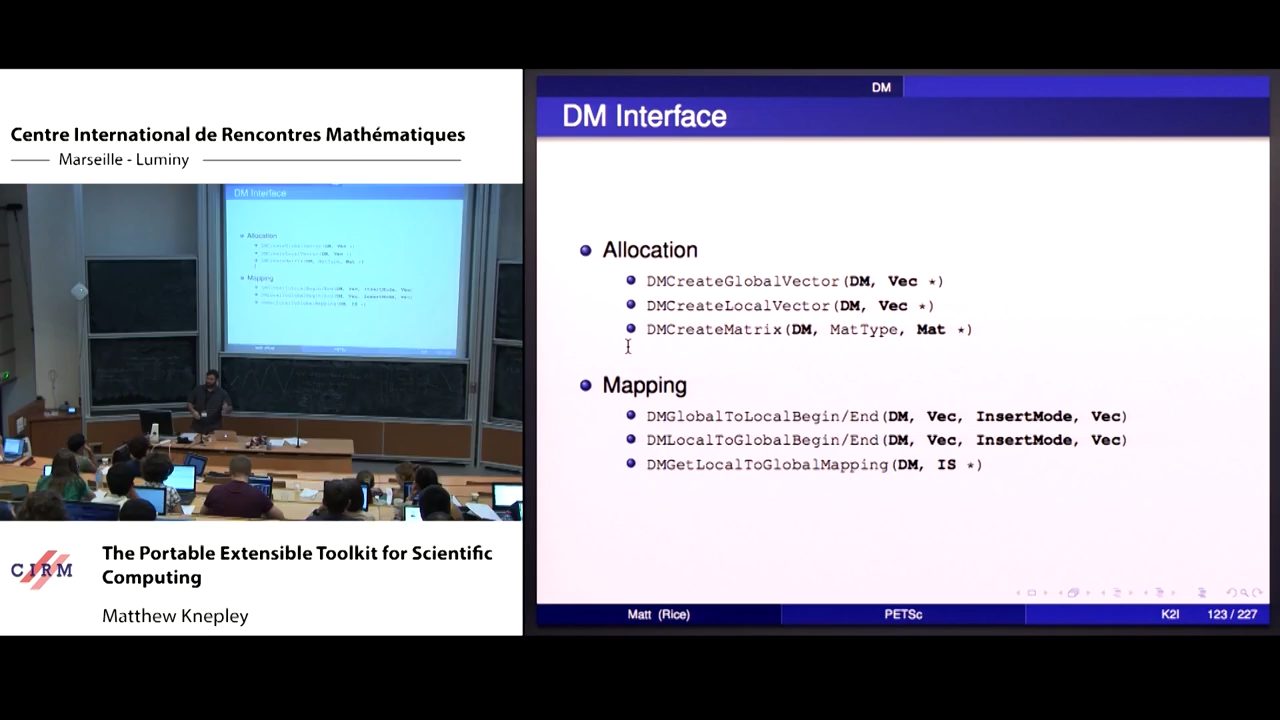 Centre International de Rencontres Mathématiques
Marseille - Luminy
DM Interface
Allocation
Mapping
CIRM
The Portable Extensible Toolkit for Scientific
Computing
Matthew Knepley
DM
DM Interface
Allocation
DMCreateGlobalVector(DM, Vec *)
DMCreateLocalVector(DM, Vec *)
DMCreateMatrix(DM, MatType, Mat *)
Mapping
DMGlobalToLocalBegin/End(DM, Vec, InsertMode, Vec)
DMLocalToGlobalBegin/End(DM, Vec, InsertMode, Vec)
DMGetLocalToGlobalMapping(DM, IS *)
Matt (Rice) PETSc K2I 123 / 227